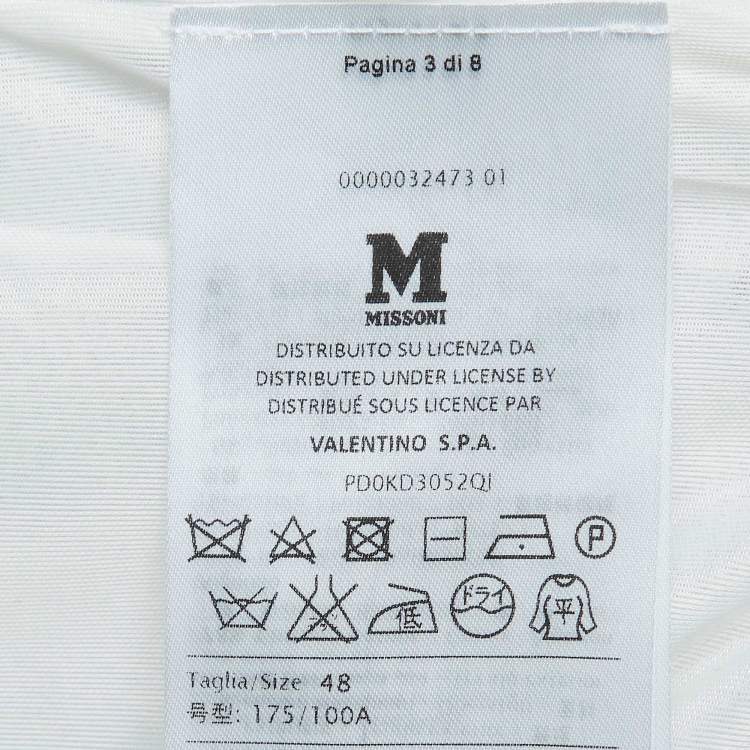 Pagina 3 di 8
0000032473 01
M
MISSONI
DISTRIBUITO SU LICENZA DA
DISTRIBUTED UNDER LICENSE BY
DISTRIBUÉ SOUS LICENCE PAR
VALENTINO S.P.A.
PD0KD3052QJ
P
低 ドライ 平
Taglia/Size 48
号型: 175/100A